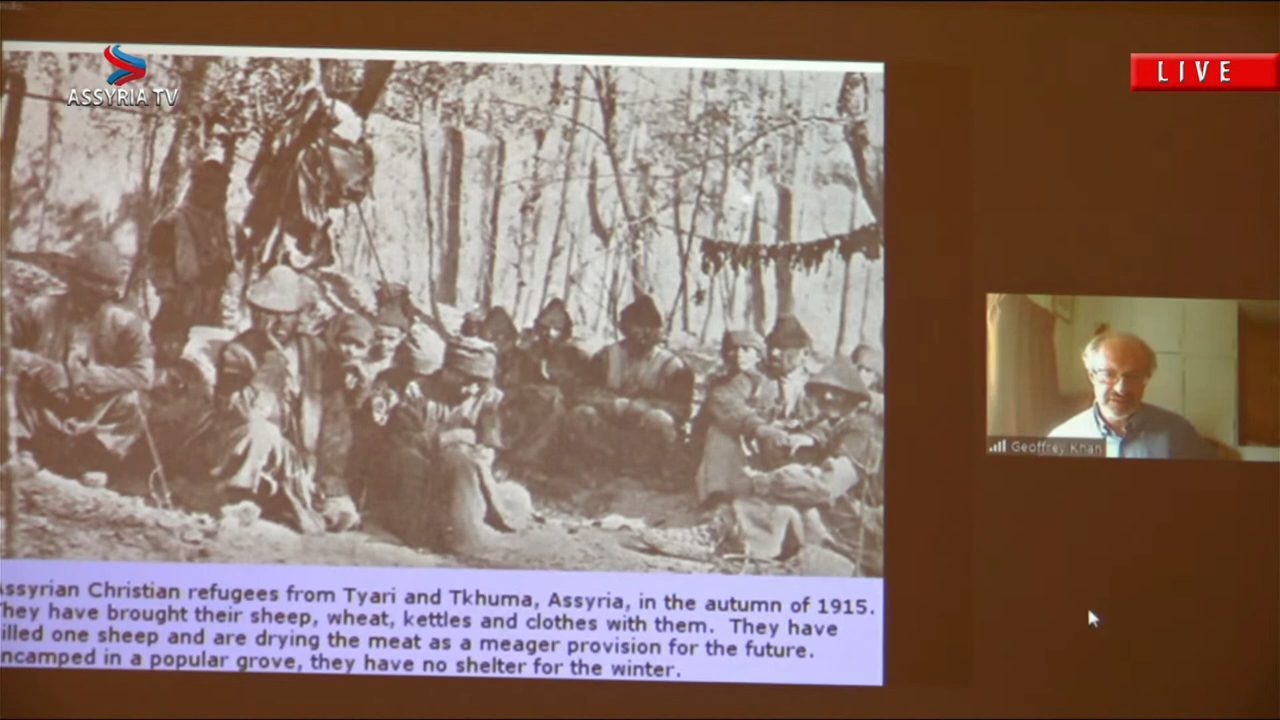 ASSYRIA TV
LIVE
Geoffrey Khan
ssyrian Christian refugees from Tyari and Tkhuma, Assyria, in the autumn of 1915.
hey have brought their sheep, wheat, kettles and clothes with them. They have
illed one sheep and are drying the meat as a meager provision for the future.
ncamped in a popular grove, they have no shelter for the winter.